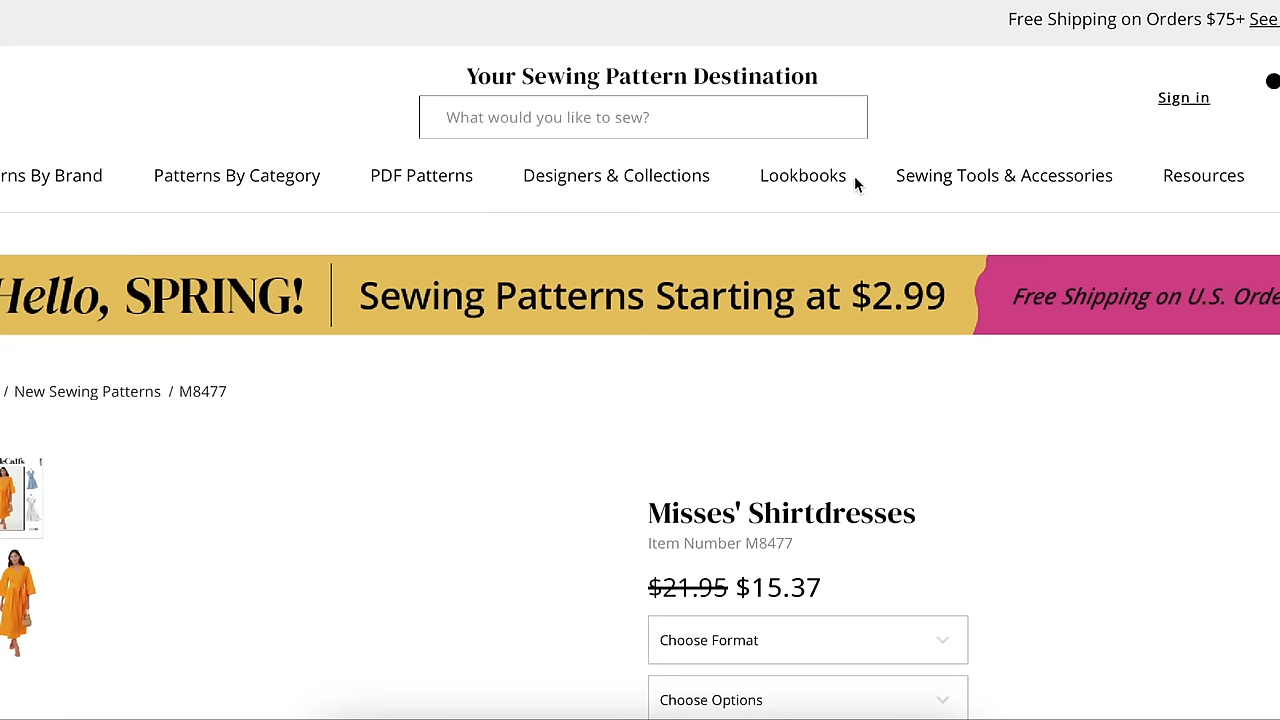 Free Shipping on Orders $75+ See
Your Sewing Pattern Destination
What would you like to sew?
Sign in
rns By Brand Patterns By Category PDF Patterns Designers & Collections Lookbooks Sewing Tools & Accessories Resources
Hello, SPRING! Sewing Patterns Starting at $2.99 Free Shipping on U.S. Orde
/ New Sewing Patterns / M8477
Misses' Shirtdresses
Item Number M8477
$21.95 $15.37
Choose Format
Choose Options